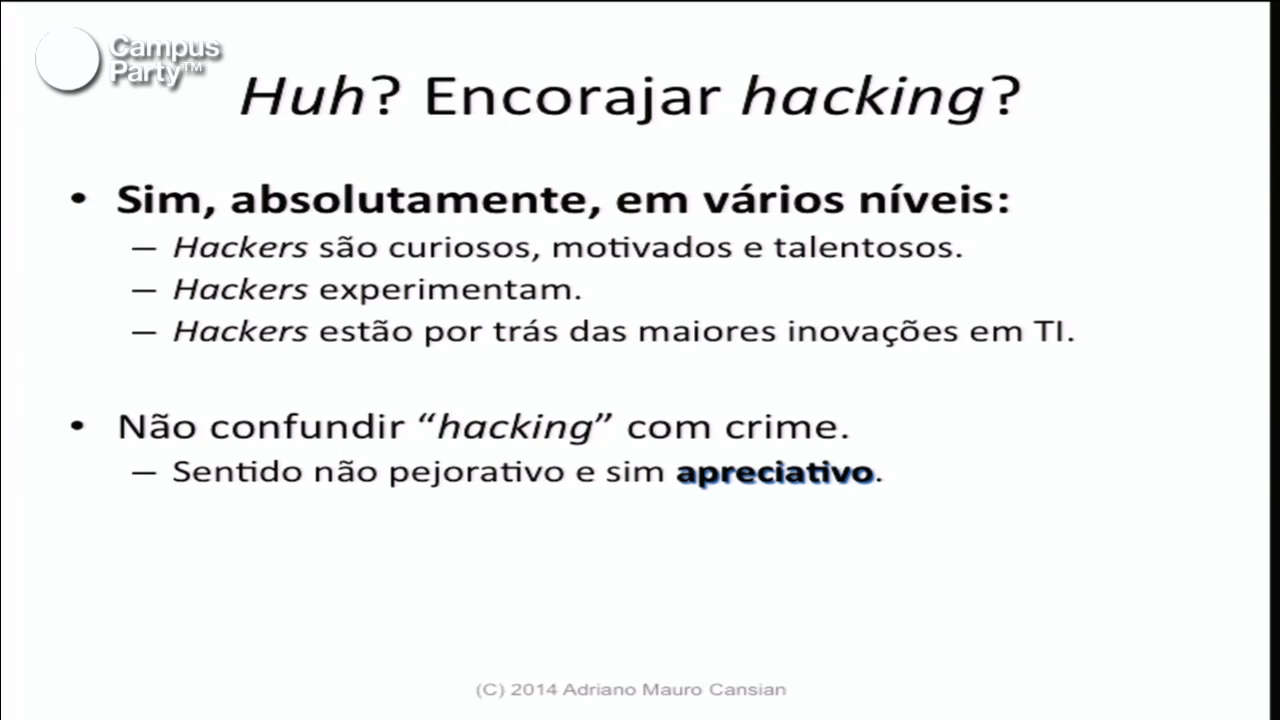 Campus
Party™
Huh? Encorajar hacking?
• Sim, absolutamente, em vários níveis:
– Hackers são curiosos, motivados e talentosos.
– Hackers experimentam.
– Hackers estão por trás das maiores inovações em TI.
• Não confundir “hacking” com crime.
– Sentido não pejorativo e sim apreciativo.
(C) 2014 Adriano Mauro Cansian